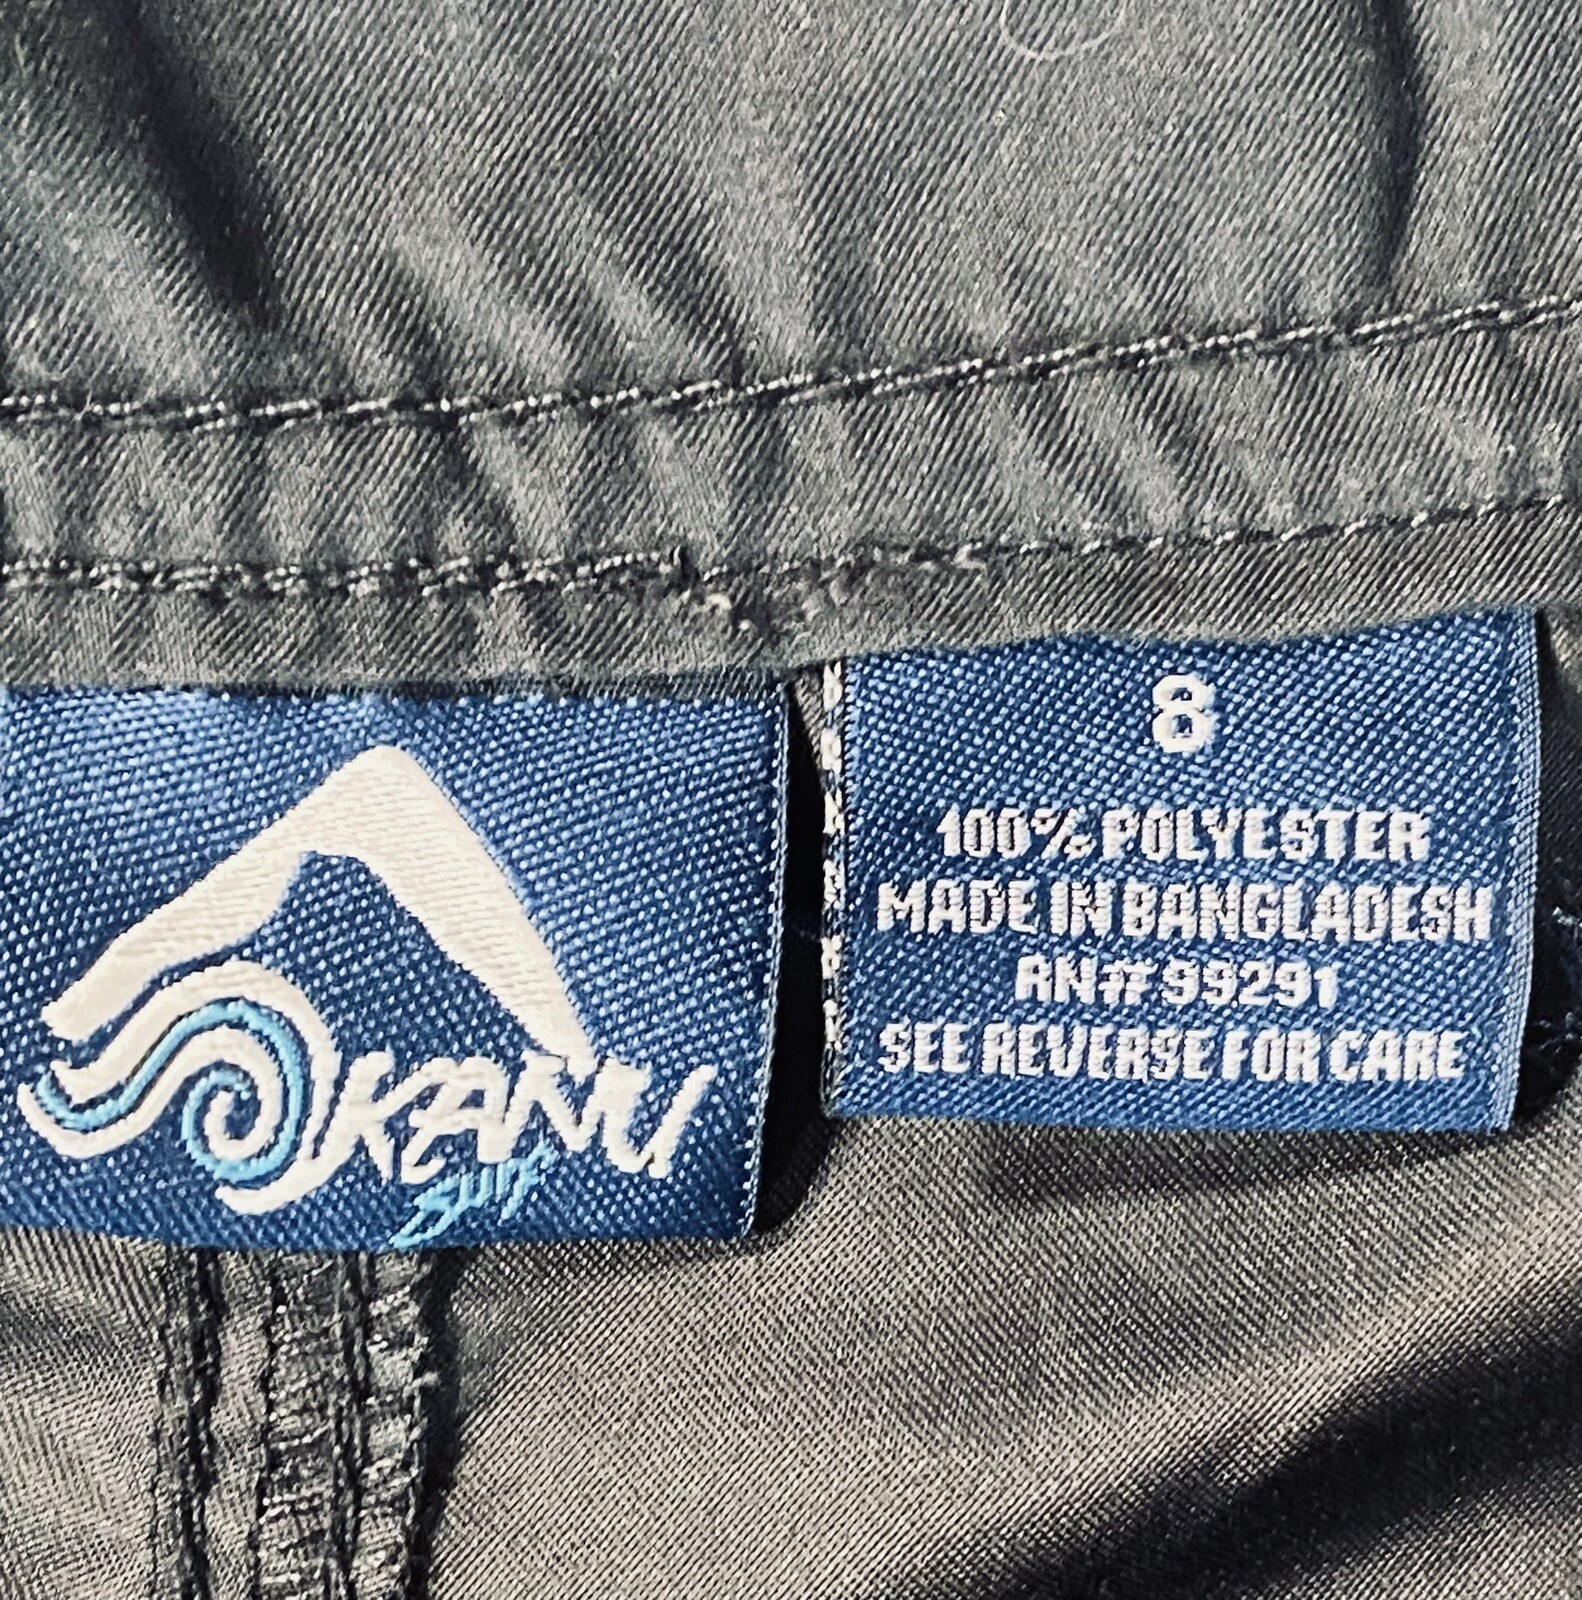 KANU
SURF
8
100% POLYESTER
MADE IN BANGLADESH
RN# 99291
SEE REVERSE FOR CARE